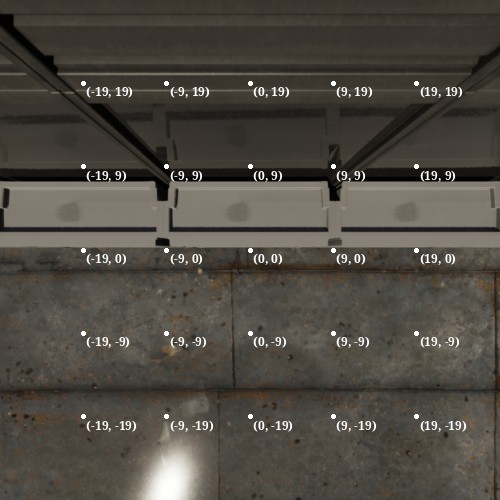 (-19, 19) (-9, 19) (0, 19) (9, 19) (19, 19)
(-19, 9) (-9, 9) (0, 9) (9, 9) (19, 9)
(-19, 0) (-9, 0) (0, 0) (9, 0) (19, 0)
(-19, -9) (-9, -9) (0, -9) (9, -9) (19, -9)
(-19, -19) (-9, -19) (0, -19) (9, -19) (19, -19)